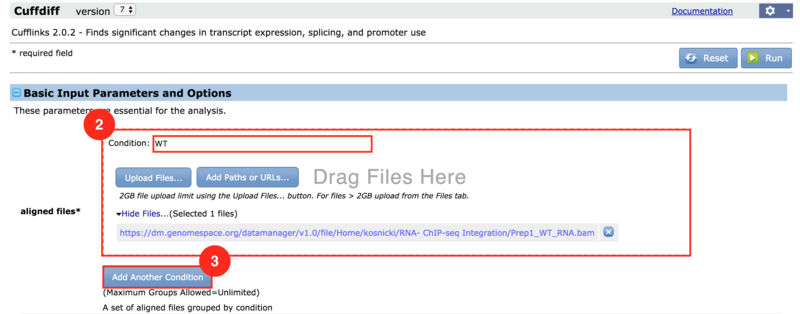 Cuffdiff version 7 Documentation
Cufflinks 2.0.2 - Finds significant changes in transcript expression, splicing, and promoter use
* required field
Reset Run
Basic Input Parameters and Options
These parameters are essential for the analysis.
2
Condition: WT
Upload Files... Add Paths or URLs... Drag Files Here
2GB file upload limit using the Upload Files... button. For files > 2GB upload from the Files tab.
aligned files*
Hide Files...(Selected 1 files)
https://dm.genomespace.org/datamanager/v1.0/file/Home/kosnicki/RNA- ChIP-seq Integration/Prep1_WT_RNA.bam
3
Add Another Condition
(Maximum Groups Allowed=Unlimited)
A set of aligned files grouped by condition